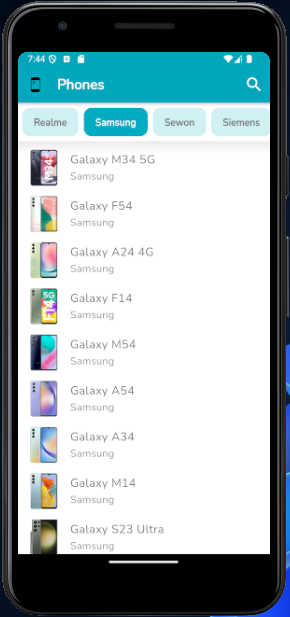 7:44
Phones
Realme
Samsung
Sewon
Siemens
Galaxy M34 5G
Samsung
Galaxy F54
Samsung
Galaxy A24 4G
Samsung
Galaxy F14
Samsung
Galaxy M54
Samsung
Galaxy A54
Samsung
Galaxy A34
Samsung
Galaxy M14
Samsung
Galaxy S23 Ultra
Samsung